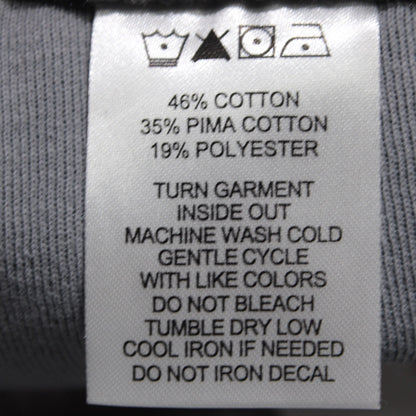 46% COTTON
35% PIMA COTTON
19% POLYESTER
TURN GARMENT
INSIDE OUT
MACHINE WASH COLD
GENTLE CYCLE
WITH LIKE COLORS
DO NOT BLEACH
TUMBLE DRY LOW
COOL IRON IF NEEDED
DO NOT IRON DECAL